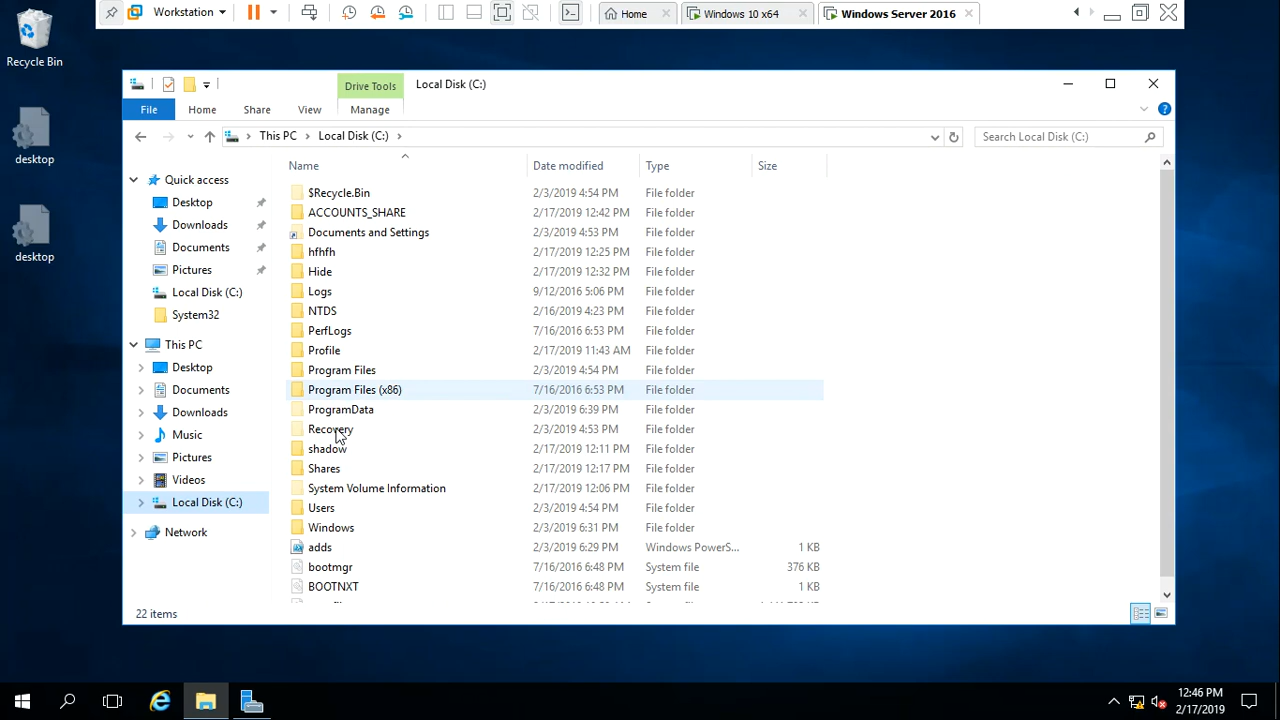 Workstation Home Windows 10 x64 Windows Server 2016
Recycle Bin
desktop
desktop
Drive Tools Local Disk (C:)
File Home Share View Manage
This PC Local Disk (C:) Search Local Disk (C:)
Name Date modified Type Size
Quick access
Desktop
Downloads
Documents
Pictures
Local Disk (C:)
System32
This PC
Desktop
Documents
Downloads
Music
Pictures
Videos
Local Disk (C:)
Network
$Recycle.Bin 2/3/2019 4:54 PM File folder
ACCOUNTS_SHARE 2/17/2019 12:42 PM File folder
Documents and Settings 2/3/2019 4:53 PM File folder
hfhfh 2/17/2019 12:25 PM File folder
Hide 2/17/2019 12:32 PM File folder
Logs 9/12/2016 5:06 PM File folder
NTDS 2/16/2019 4:23 PM File folder
PerfLogs 7/16/2016 6:53 PM File folder
Profile 2/17/2019 11:43 AM File folder
Program Files 2/3/2019 4:54 PM File folder
Program Files (x86) 7/16/2016 6:53 PM File folder
ProgramData 2/3/2019 6:39 PM File folder
Recovery 2/3/2019 4:53 PM File folder
shadow 2/17/2019 12:11 PM File folder
Shares 2/17/2019 12:17 PM File folder
System Volume Information 2/17/2019 12:06 PM File folder
Users 2/3/2019 4:54 PM File folder
Windows 2/3/2019 6:31 PM File folder
adds 2/3/2019 6:29 PM Windows PowerS... 1 KB
bootmgr 7/16/2016 6:48 PM System file 376 KB
BOOTNXT 7/16/2016 6:48 PM System file 1 KB
22 items
12:46 PM
2/17/2019